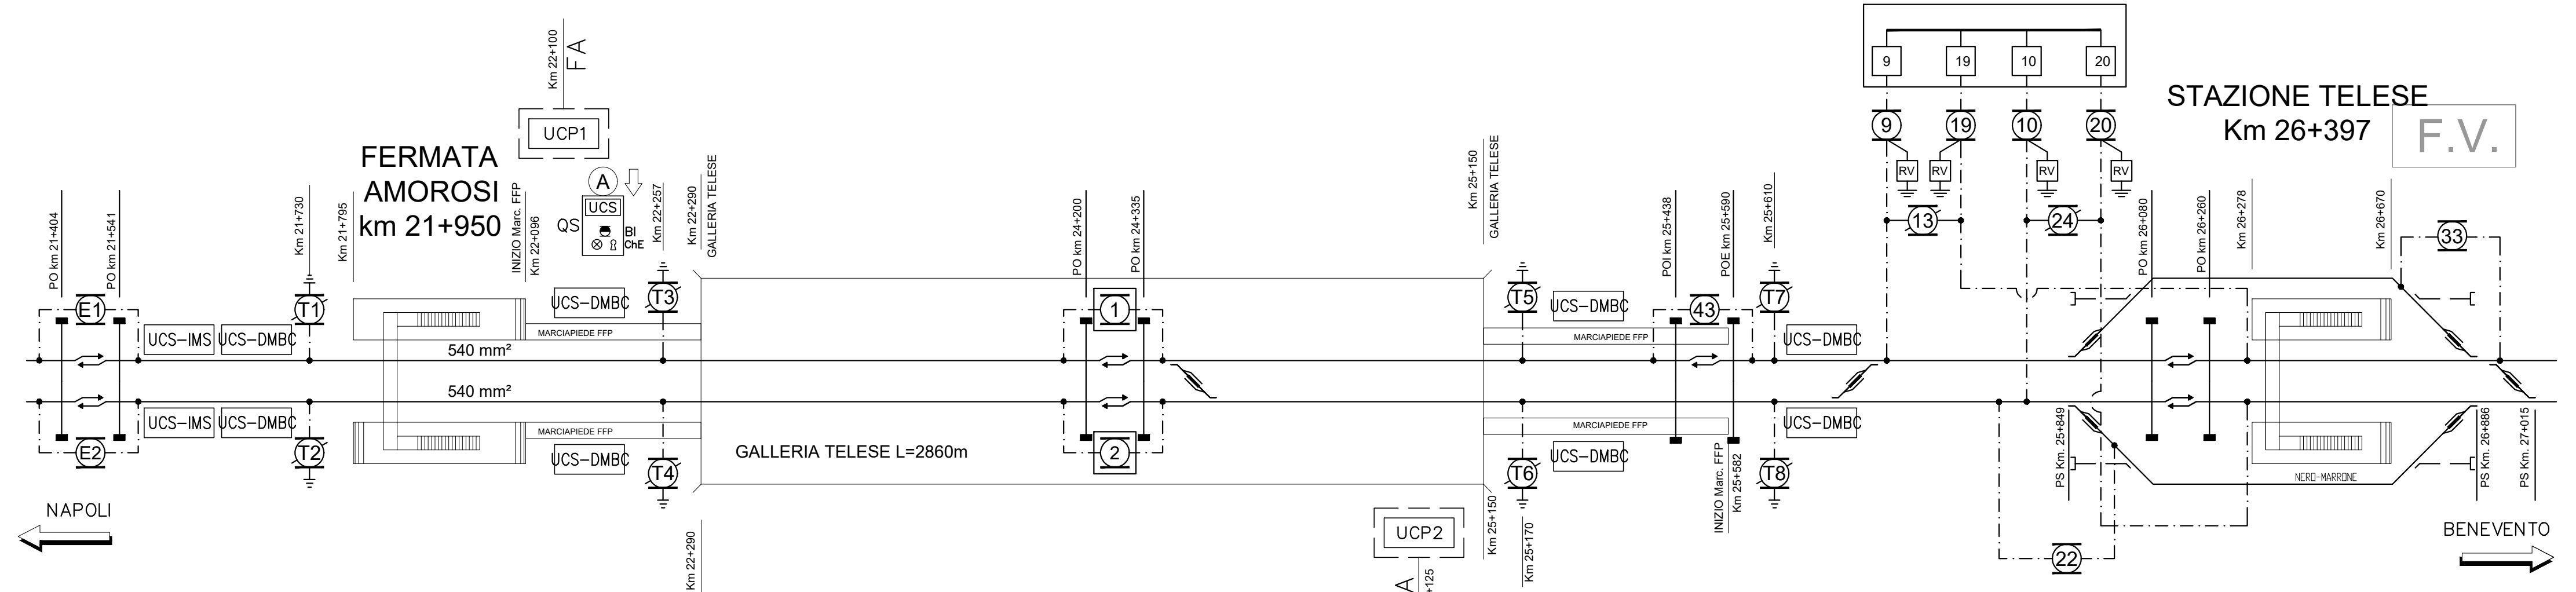 Km 22+100
FA
UCP1
FERMATA
AMOROSI
km 21+950
A
UCS
QS
BI
ChE
PO km 21+404
PO km 21+541
Km 21+730
Km 21+795
INIZIO Marc. FFP
Km 22+096
Km 22+257
Km 22+290
GALLERIA TELESE
PO km 24+200
PO km 24+335
Km 25+150
GALLERIA TELESE
POI km 25+438
POE km 25+590
Km 25+610
9
19
10
20
9
19
10
20
RV
RV
RV
RV
13
24
STAZIONE TELESE
Km 26+397
F.V.
PO km 26+080
PO km 26+260
Km 26+278
Km 26+670
33
E1
T1
T3
1
T5
43
T7
UCS-IMS
UCS-DMBC
UCS-DMBC
UCS-DMBC
UCS-DMBC
MARCIAPIEDE FFP
MARCIAPIEDE FFP
540 mm²
540 mm²
UCS-IMS
UCS-DMBC
MARCIAPIEDE FFP
MARCIAPIEDE FFP
UCS-DMBC
UCS-DMBC
UCS-DMBC
E2
T2
T4
GALLERIA TELESE L=2860m
2
T6
T8
PS Km. 25+849
NERO-MARRONE
PS Km. 26+886
PS Km. 27+015
INIZIO Marc. FFP
Km 25+582
NAPOLI
Km 22+290
UCP2
A
+125
Km 25+150
Km 25+170
22
BENEVENTO